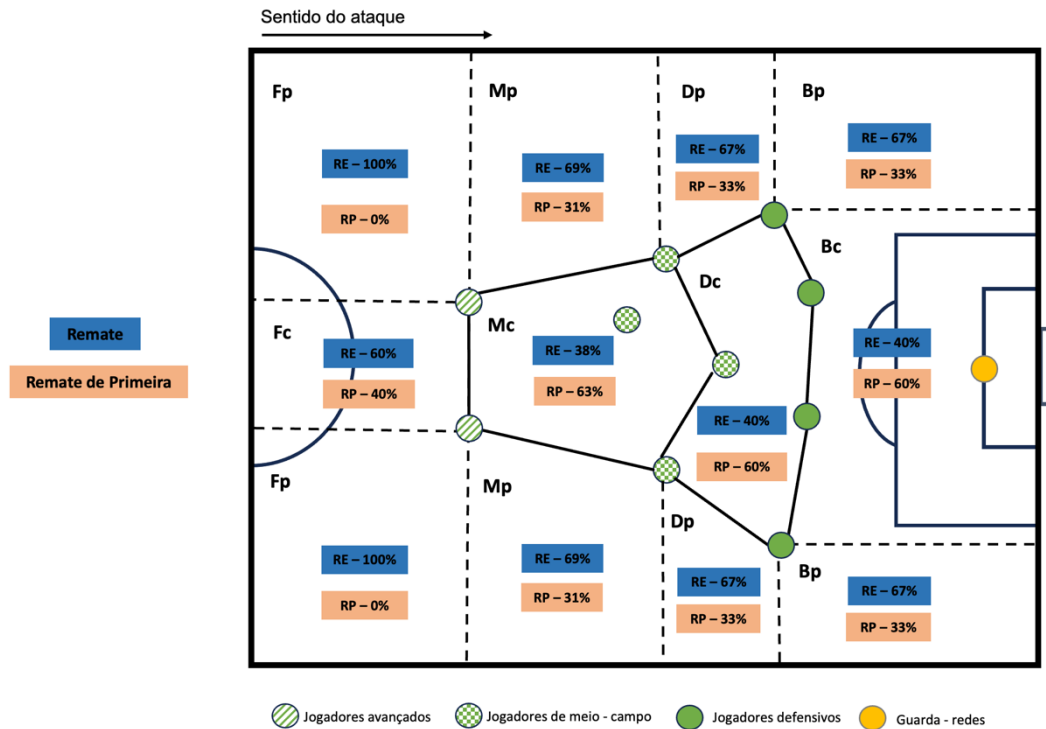 Sentido do ataque
Fp
Mp
Dp
Bp
RE – 100%
RP – 0%
RE – 69%
RP – 31%
RE – 67%
RP – 33%
RE – 67%
RP – 33%
Bc
Dc
Remate
Remate de Primeira
Fc
RE – 60%
RP – 40%
Mc
RE – 38%
RP – 63%
RE – 40%
RP – 60%
RE – 40%
RP – 60%
Fp
Mp
Dp
Bp
RE – 100%
RP – 0%
RE – 69%
RP – 31%
RE – 67%
RP – 33%
RE – 67%
RP – 33%
Jogadores avançados
Jogadores de meio - campo
Jogadores defensivos
Guarda - redes